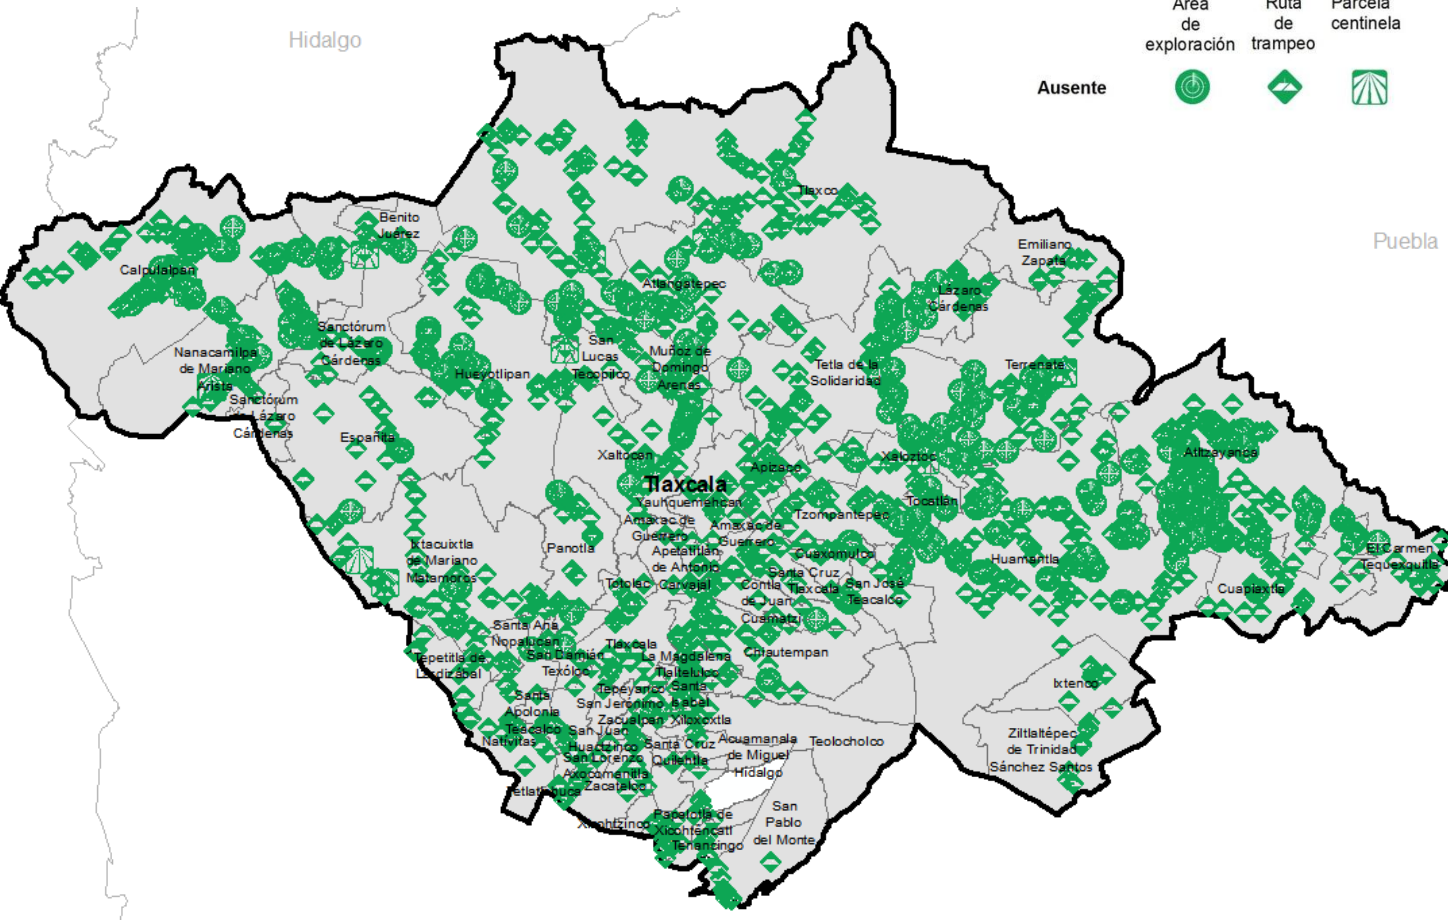 Área
de
exploración
Ruta
de
trampeo
Parcela
centinela
Ausente
Hidalgo
Puebla
Tlaxco
Benito
Juárez
Emiliano
Zapata
Calpulalpan
Atlangatepec
Lázaro
Cárdenas
Sanctórum
de Lázaro
Cárdenas
San
Lucas
Tecopilco
Nanacamilpa
de Mariano
Arista
Muñoz de
Domingo
Arenas
Hueyotlipan
Tetla de la
Solidaridad
Terrenate
Sanctórum
de Lázaro
Cárdenas
Españita
Xaltocan
Apizaco
Xaloztoc
Atltzayanca
Tlaxcala
Yauhquemehcan
Tocatlán
Amaxac de
Guerrero
Amaxac de
Guerrero
Tzompantepec
Ixtacuixtla
de Mariano
Matamoros
Panotla
Apetatitlán
de Antonio
Carvajal
Cuaxomulco
Huamantla
El Carmen
Tequexquitla
Totolac
Contla
de Juan
Cuamatzi
Santa Cruz
Tlaxcala
San José
Teacalco
Cuapiaxtla
Santa Ana
Nopalucan
Tepetitla de
Lardizábal
San Damián
Texóloc
Tlaxcala
La Magdalena
Tlaltelulco
Chiautempan
Ixtenco
Tepeyanco
Santa
Isabel
Xiloxoxtla
Santa
Apolonia
Teacalco
San Jerónimo
Zacualpan
Nativitas
San Juan
Huactzinco
Santa Cruz
Quilehtla
Acuamanala
de Miguel
Hidalgo
Teolocholco
Ziltlaltépec
de Trinidad
Sánchez Santos
San Lorenzo
Axocomanitla
Zacatelco
Tetlatlahuca
Xicohtzinco
Papalotla de
Xicohténcatl
Tenancingo
San
Pablo
del Monte